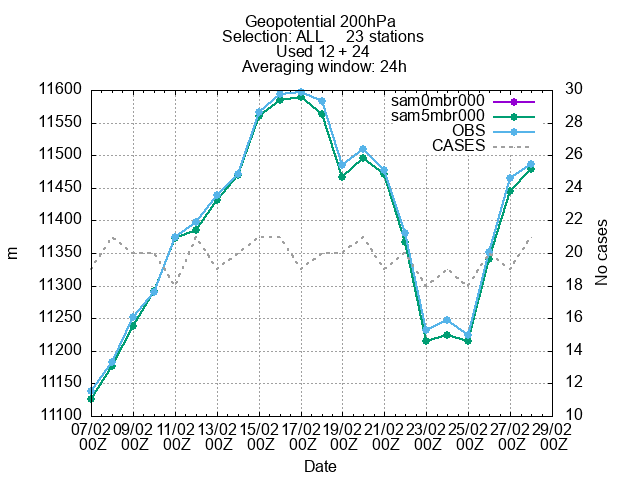 Geopotential 200hPa
Selection: ALL 23 stations
Used 12 + 24
Averaging window: 24h
sam0mbr000
sam5mbr000
OBS
CASES
11600
11550
11500
11450
11400
11350
11300
11250
11200
11150
11100
m
30
28
26
24
22
20
18
16
14
12
10
No cases
07/02 09/02 11/02 13/02 15/02 17/02 19/02 21/02 23/02 25/02 27/02 29/02
00Z 00Z 00Z 00Z 00Z 00Z 00Z 00Z 00Z 00Z 00Z 00Z
Date